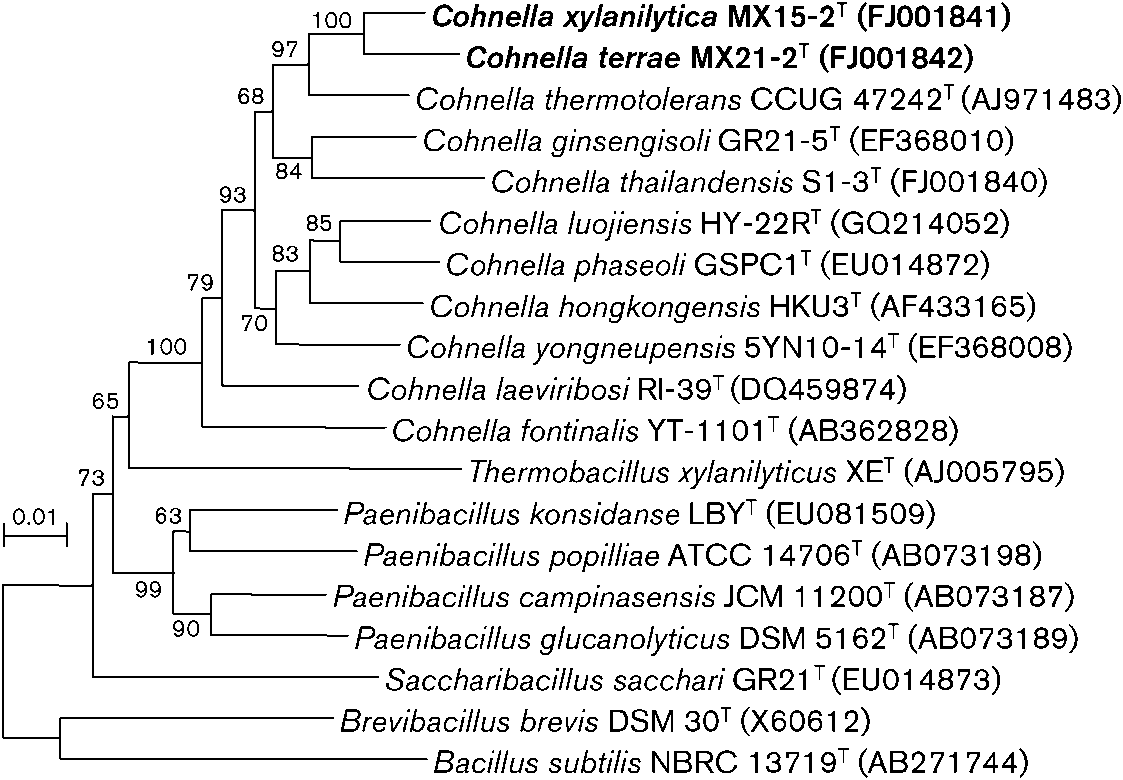 100 Cohnella xylanilytica MX15-2ᵀ (FJ001841)
97 Cohnella terrae MX21-2ᵀ (FJ001842)
68 Cohnella thermotolerans CCUG 47242ᵀ (AJ971483)
Cohnella ginsengisoli GR21-5ᵀ (EF368010)
84 Cohnella thailandensis S1-3ᵀ (FJ001840)
93
85 Cohnella luojiensis HY-22Rᵀ (GQ214052)
83 Cohnella phaseoli GSPC1ᵀ (EU014872)
79 Cohnella hongkongensis HKU3ᵀ (AF433165)
70
100 Cohnella yongneupensis 5YN10-14ᵀ (EF368008)
Cohnella laeviribosi RI-39ᵀ (DQ459874)
65
Cohnella fontinalis YT-1101ᵀ (AB362828)
73 Thermobacillus xylanilyticus XEᵀ (AJ005795)
0.01 63 Paenibacillus konsidanse LBYᵀ (EU081509)
Paenibacillus popilliae ATCC 14706ᵀ (AB073198)
99 Paenibacillus campinasensis JCM 11200ᵀ (AB073187)
90 Paenibacillus glucanolyticus DSM 5162ᵀ (AB073189)
Saccharibacillus sacchari GR21ᵀ (EU014873)
Brevibacillus brevis DSM 30ᵀ (X60612)
Bacillus subtilis NBRC 13719ᵀ (AB271744)